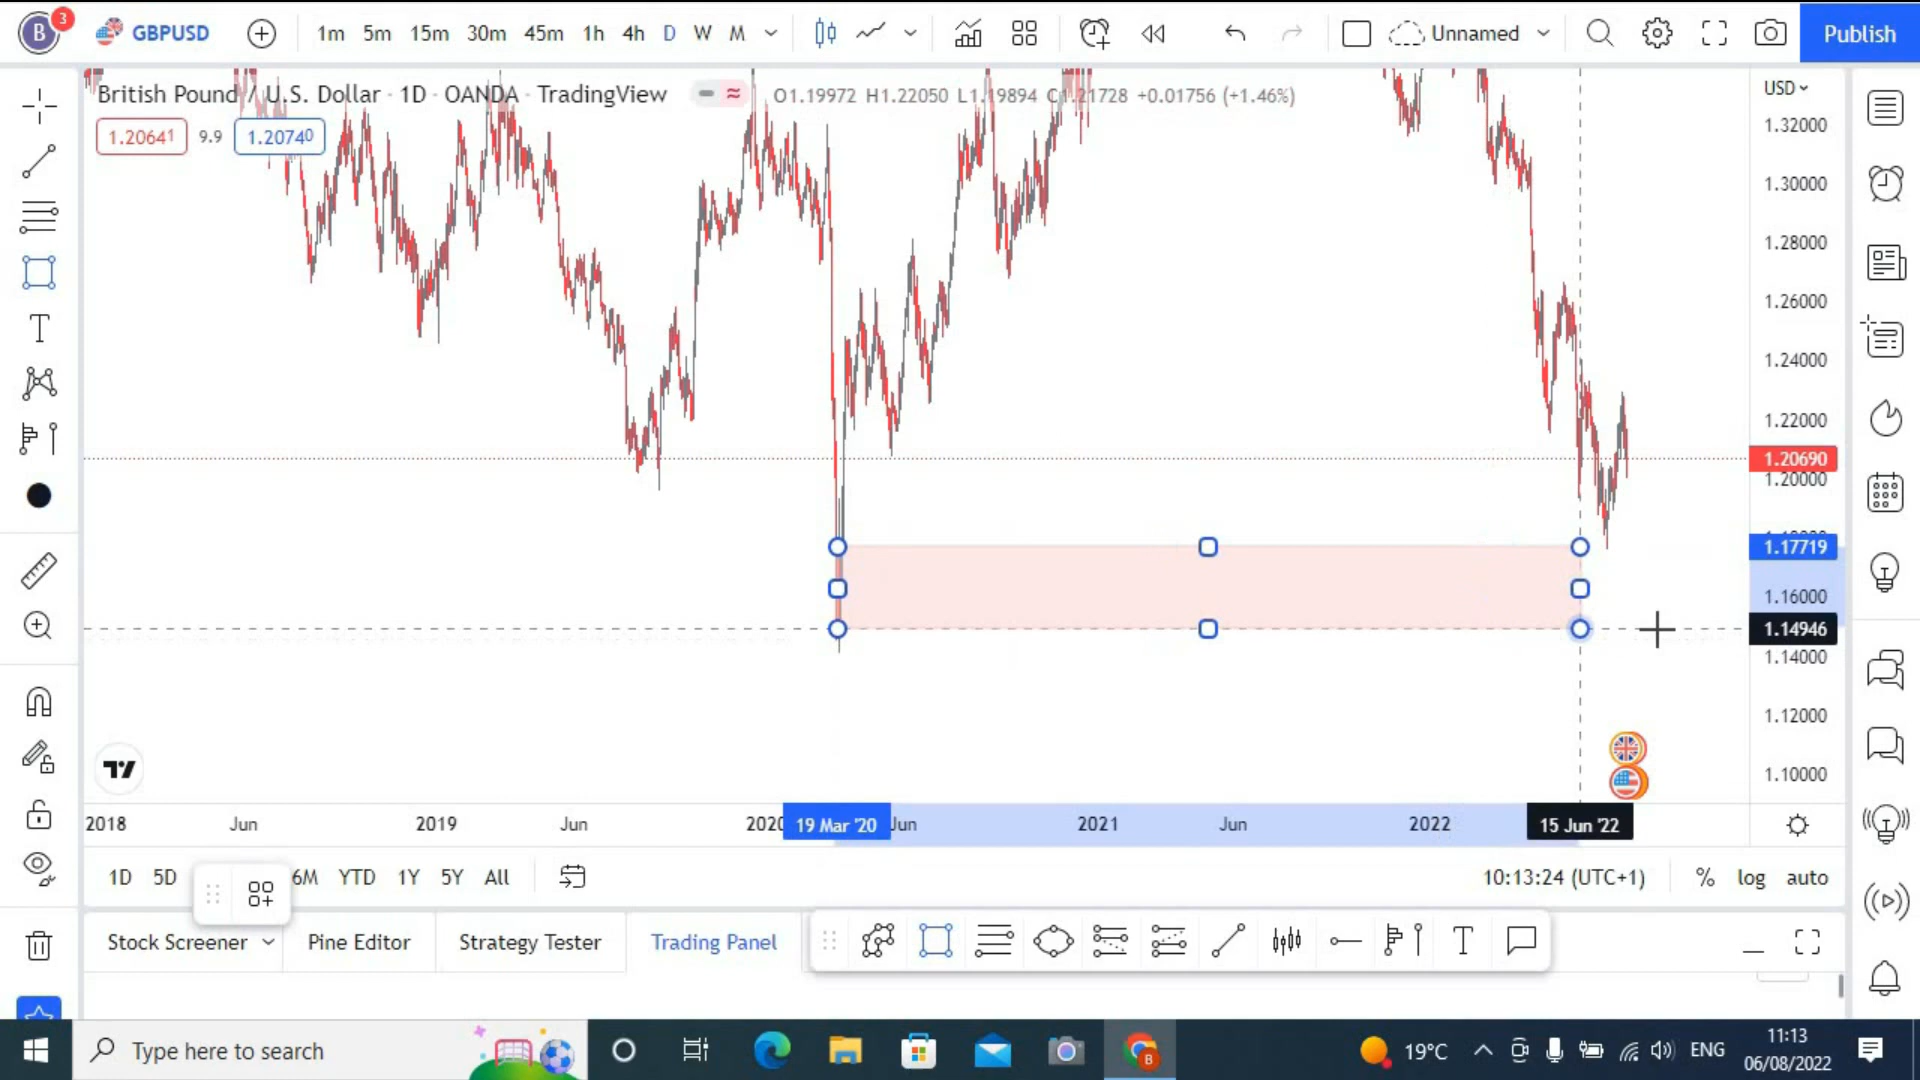 B
3
GBPUSD
1m 5m 15m 30m 45m 1h 4h D W M
Unnamed
Publish
British Pound / U.S. Dollar · 1D · OANDA · TradingView
O1.19972 H1.22050 L1.19894 C1.21728 +0.01756 (+1.46%)
1.20641 9.9 1.20740
USD
1.32000
1.30000
1.28000
1.26000
1.24000
1.22000
1.20690
1.20000
1.17719
1.16000
1.14946
1.14000
1.12000
1.10000
2018 Jun 2019 Jun 2020 19 Mar '20 Jun 2021 Jun 2022 15 Jun '22
1D 5D 6M YTD 1Y 5Y All
10:13:24 (UTC+1) % log auto
Stock Screener Pine Editor Strategy Tester Trading Panel
Type here to search
B
19°C
ENG
11:13
06/08/2022